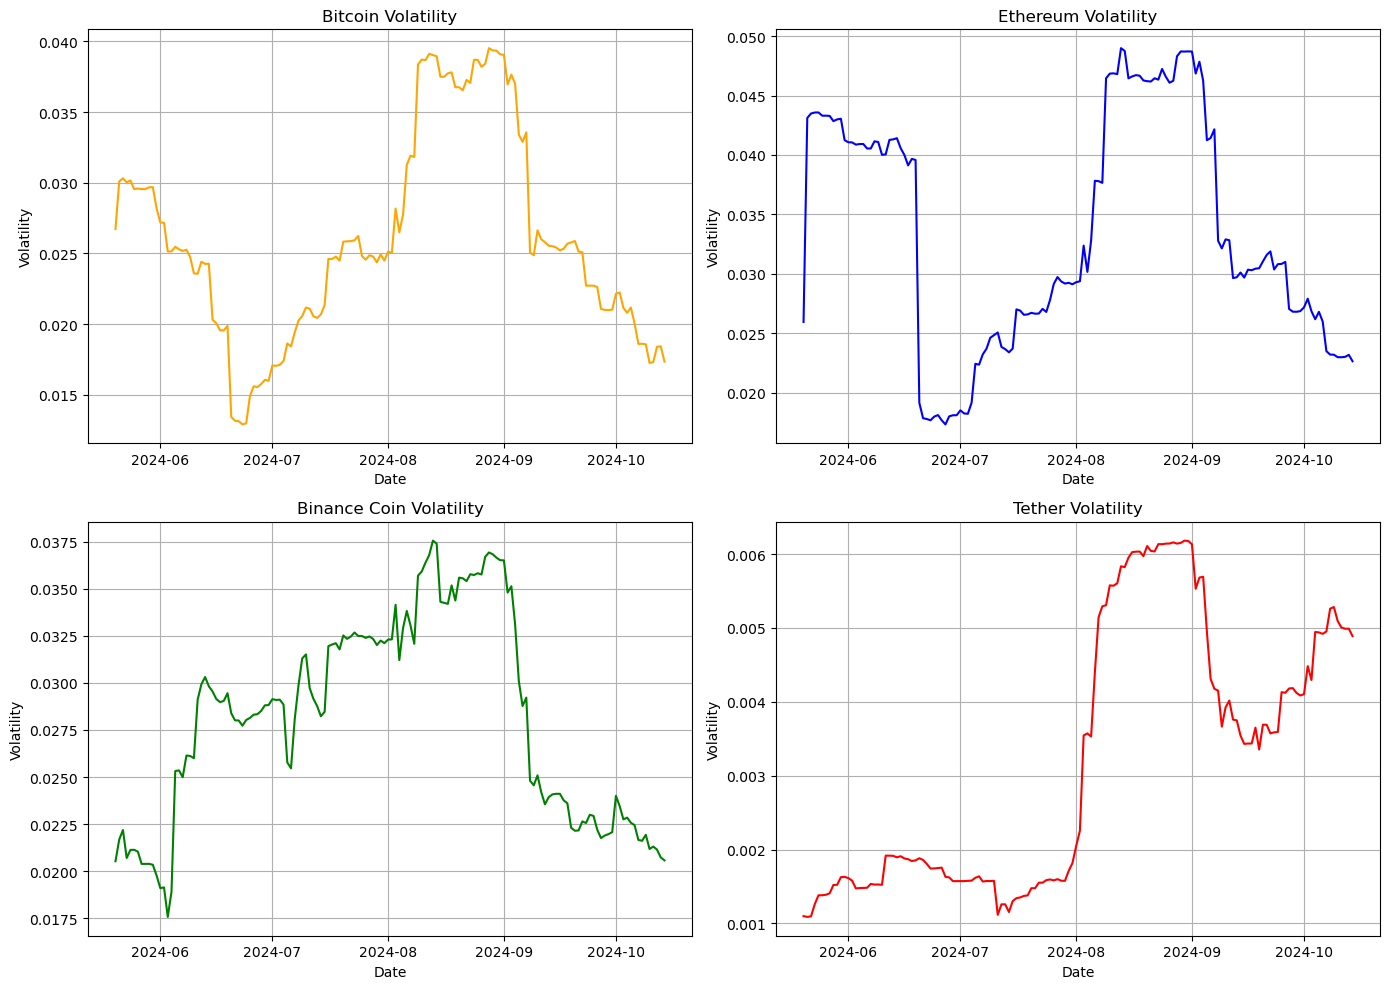 Bitcoin Volatility
Volatility
0.040
0.035
0.030
0.025
0.020
0.015
2024-06 2024-07 2024-08 2024-09 2024-10
Date
Ethereum Volatility
Volatility
0.050
0.045
0.040
0.035
0.030
0.025
0.020
2024-06 2024-07 2024-08 2024-09 2024-10
Date
Binance Coin Volatility
Volatility
0.0375
0.0350
0.0325
0.0300
0.0275
0.0250
0.0225
0.0200
0.0175
2024-06 2024-07 2024-08 2024-09 2024-10
Date
Tether Volatility
Volatility
0.006
0.005
0.004
0.003
0.002
0.001
2024-06 2024-07 2024-08 2024-09 2024-10
Date